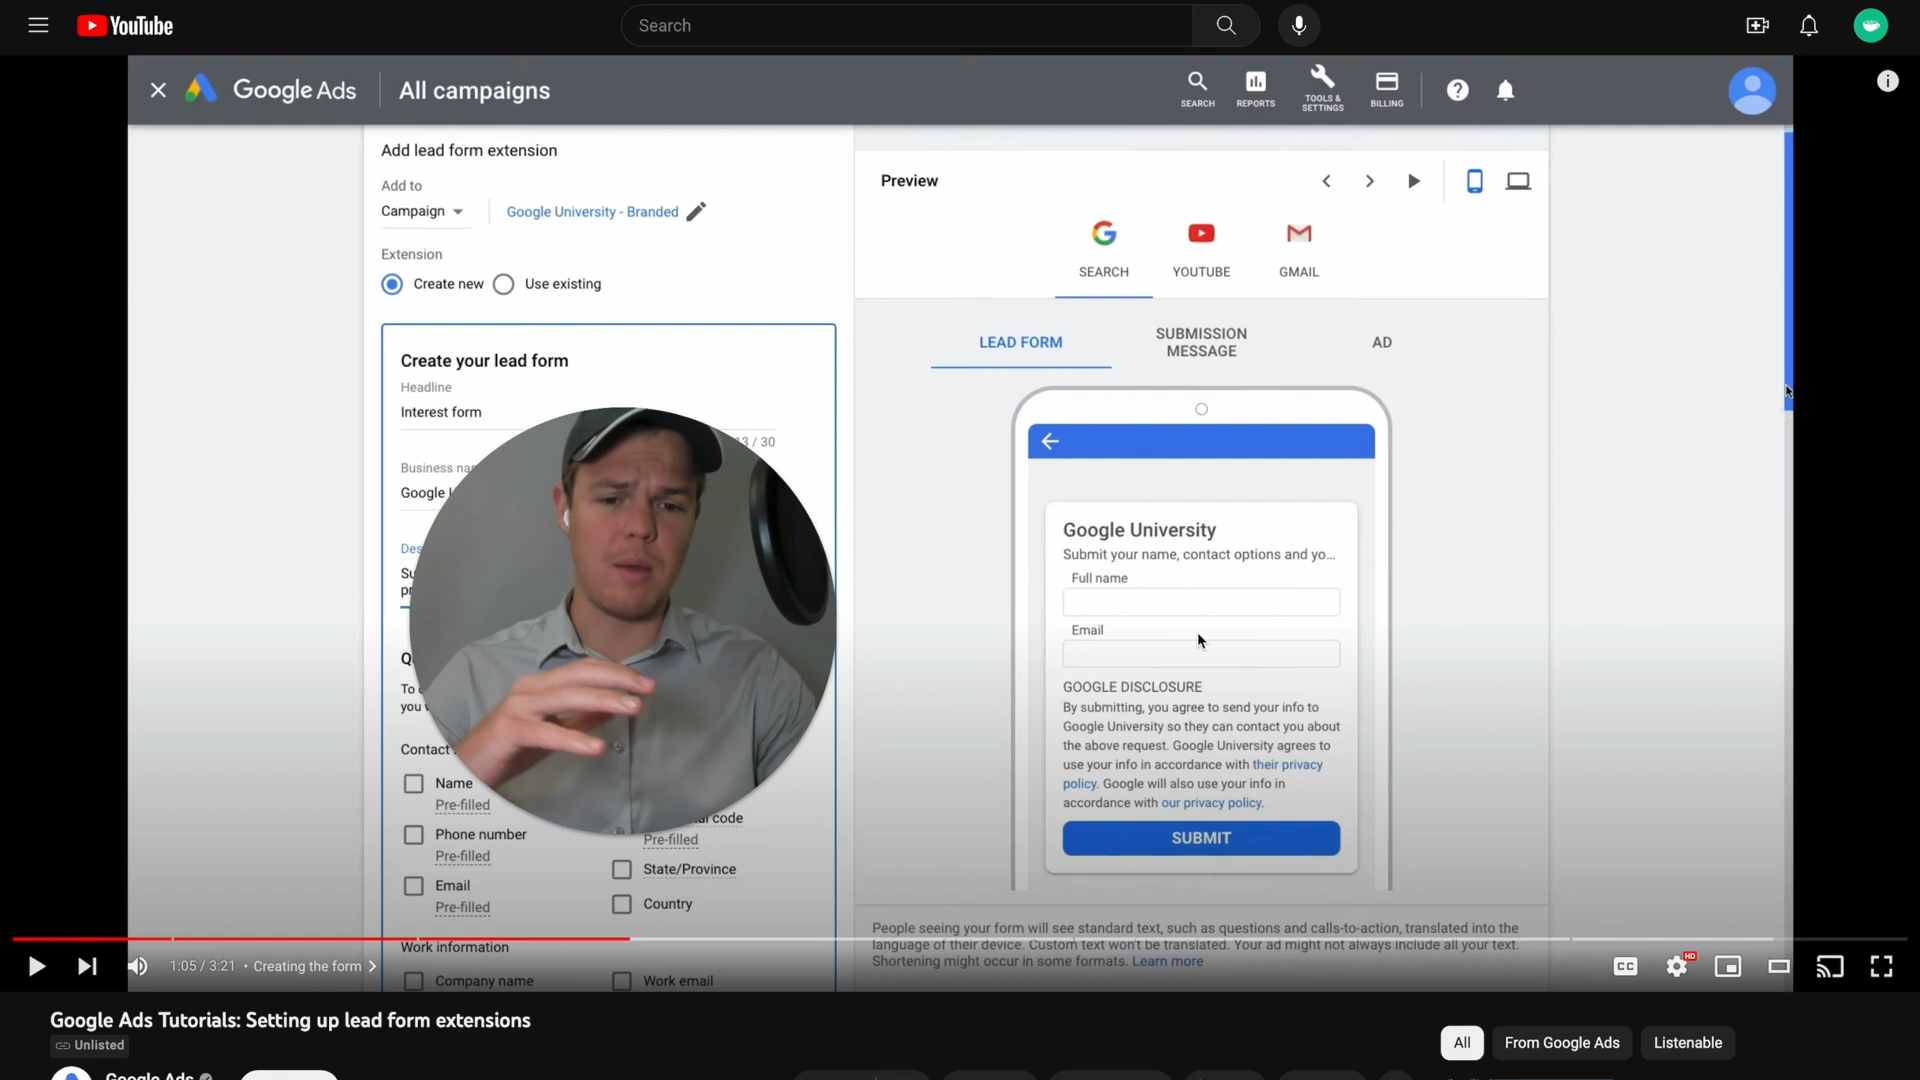 YouTube
Search
Google Ads
All campaigns
SEARCH
REPORTS
TOOLS &
SETTINGS
BILLING
Add lead form extension
Add to
Campaign
Google University - Branded
Extension
Create new
Use existing
Create your lead form
Headline
Interest form
13 / 30
Business
Google
To
you
Contact
Name
Pre-filled
Phone number
Pre-filled
Email
Pre-filled
code
Pre-filled
State/Province
Country
Work information
Company name
Work email
Preview
SEARCH
YOUTUBE
GMAIL
LEAD FORM
SUBMISSION
MESSAGE
AD
Google University
Submit your name, contact options and yo...
Full name
Email
GOOGLE DISCLOSURE
By submitting, you agree to send your info to
Google University so they can contact you about
the above request. Google University agrees to
use your info in accordance with their privacy
policy. Google will also use your info in
accordance with our privacy policy.
SUBMIT
People seeing your form will see standard text, such as questions and calls-to-action, translated into the
language of their device. Custom text won't be translated. Your ad might not always include all your text.
Shortening might occur in some formats. Learn more
1:05 / 3:21 • Creating the form
CC
HD
Google Ads Tutorials: Setting up lead form extensions
Unlisted
All
From Google Ads
Listenable
Google Ads